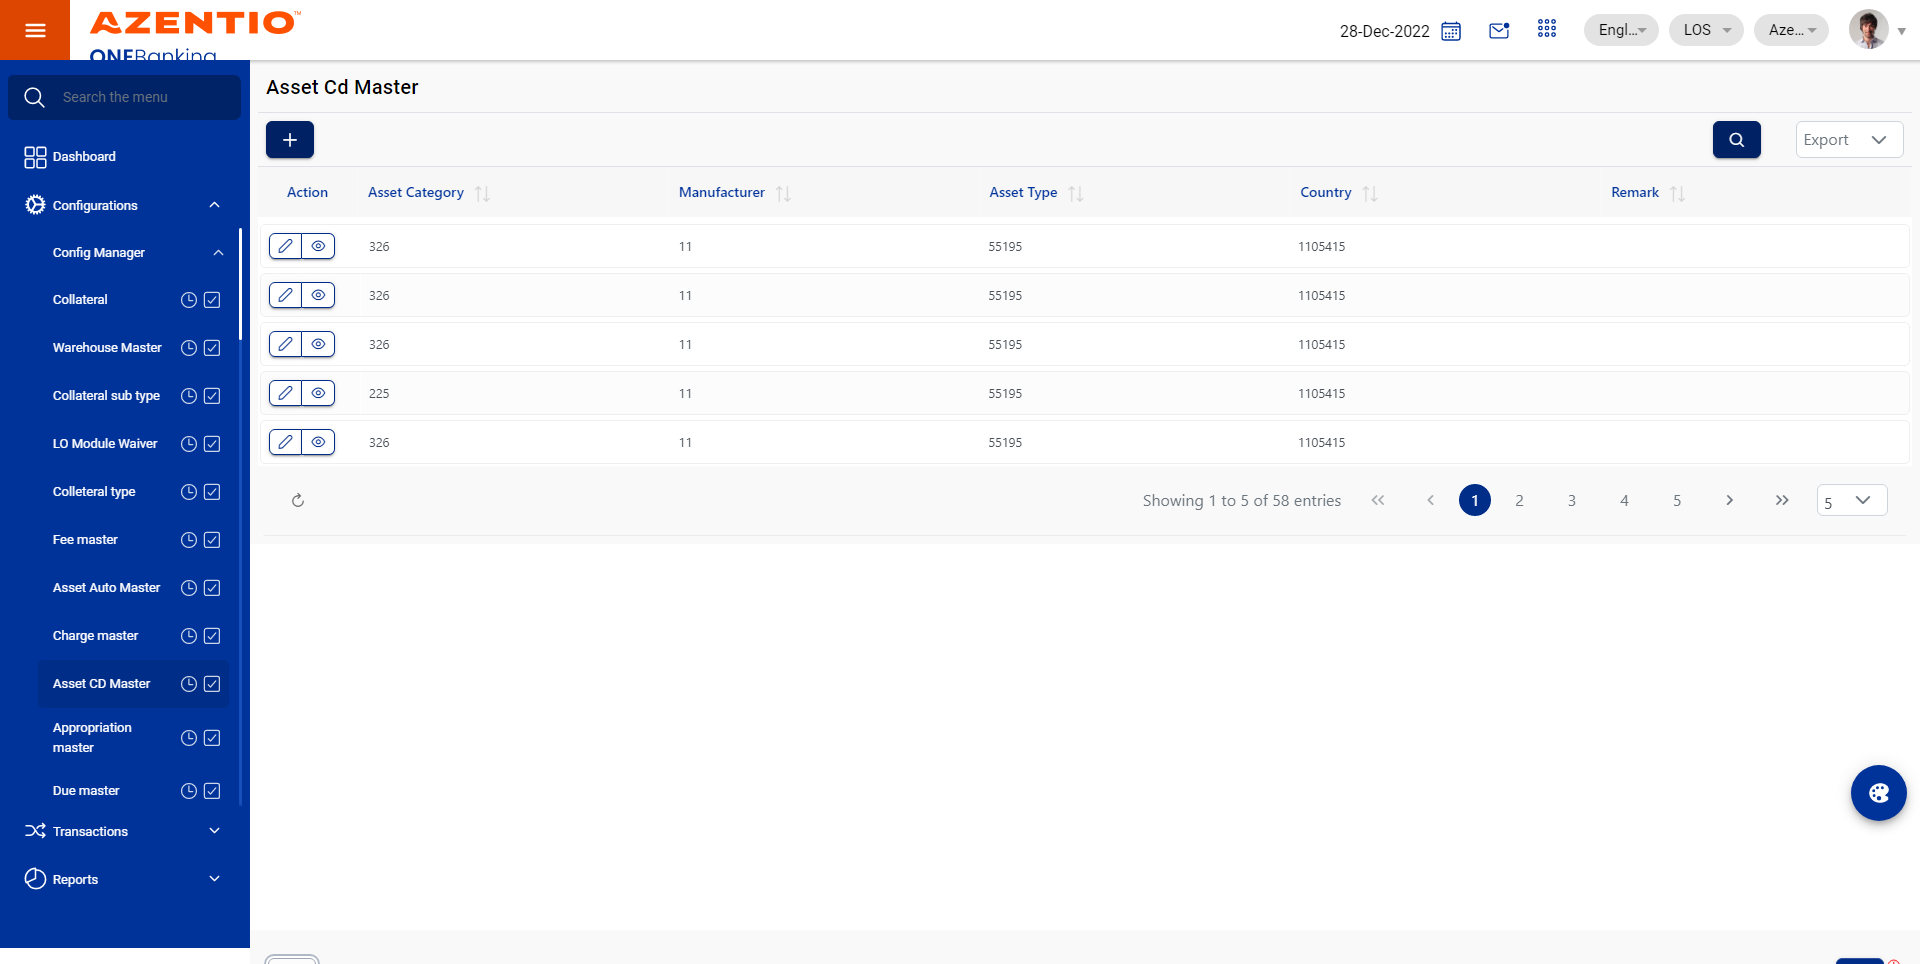 AZENTIO™
ONEBanking
28-Dec-2022
Engl...
LOS
Aze...
Search the menu
Dashboard
Configurations
Config Manager
Collateral
Warehouse Master
Collateral sub type
LO Module Waiver
Colleteral type
Fee master
Asset Auto Master
Charge master
Asset CD Master
Appropriation
master
Due master
Transactions
Reports
Asset Cd Master
Export
Action Asset Category Manufacturer Asset Type Country Remark
326 11 55195 1105415
326 11 55195 1105415
326 11 55195 1105415
225 11 55195 1105415
326 11 55195 1105415
Showing 1 to 5 of 58 entries 1 2 3 4 5 5